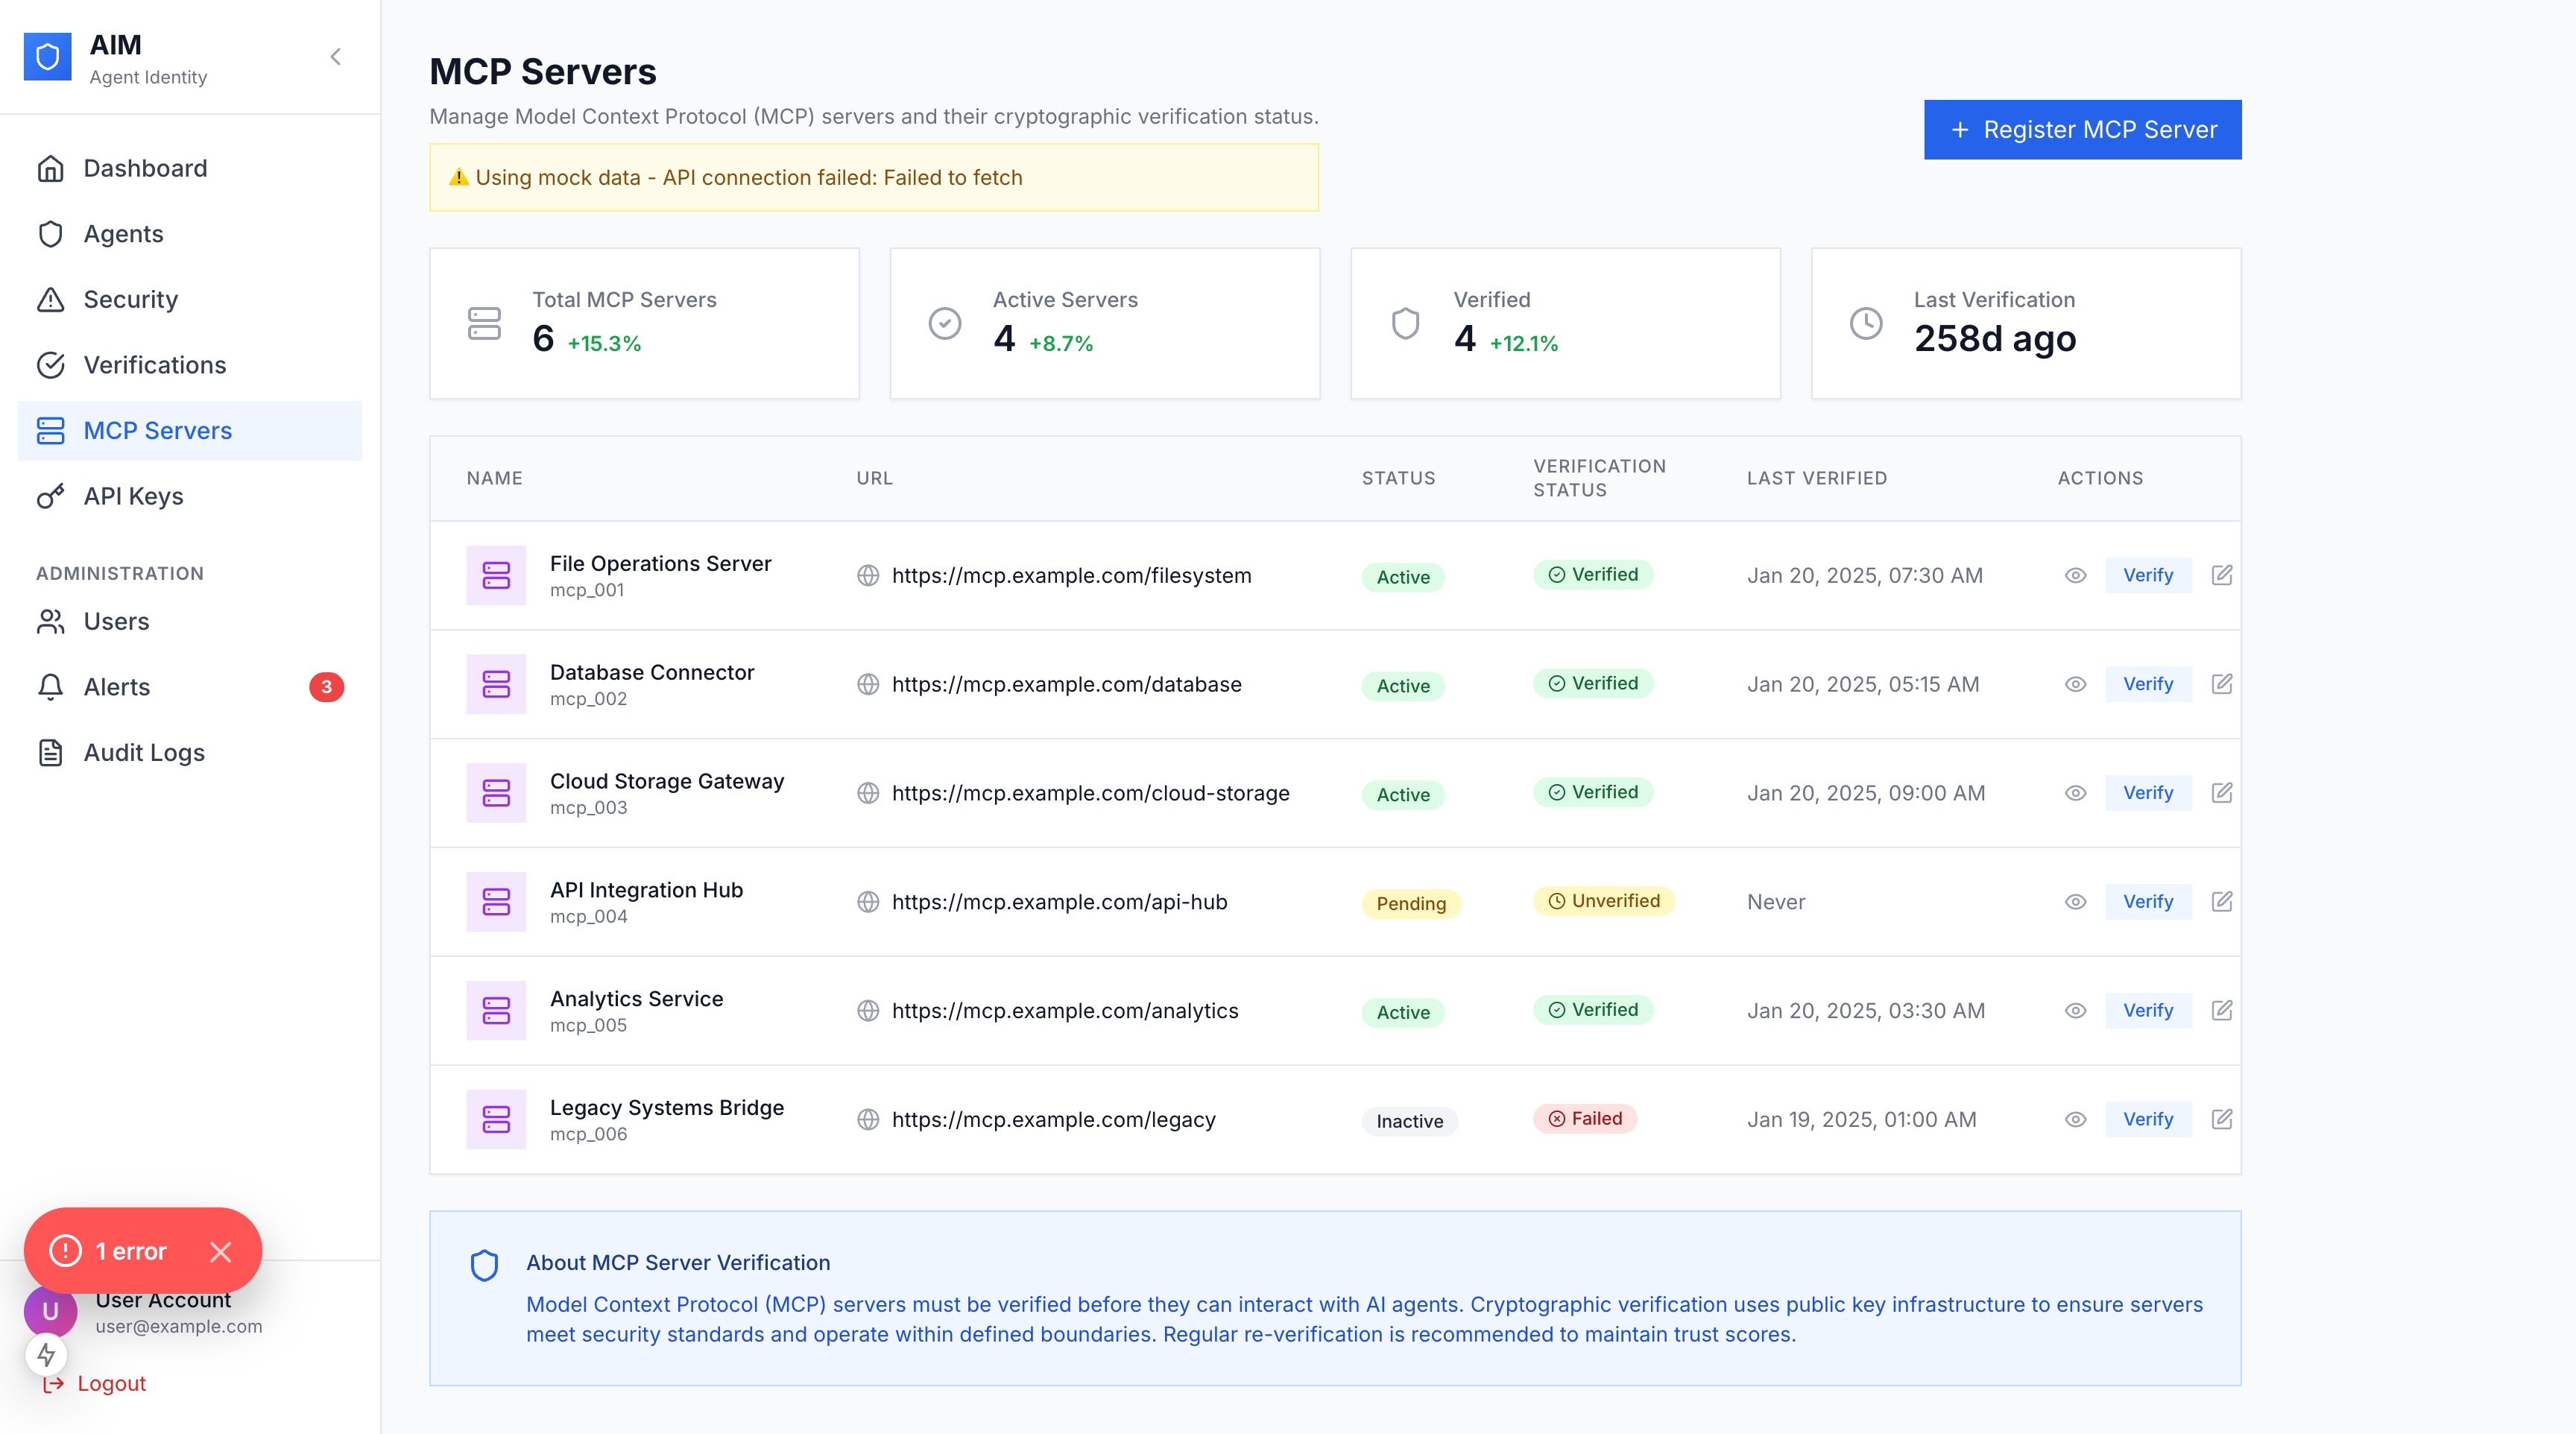 AIM
Agent Identity
Dashboard
Agents
Security
Verifications
MCP Servers
API Keys
ADMINISTRATION
Users
Alerts
3
Audit Logs
1 error
U
User Account
user@example.com
Logout
MCP Servers
Manage Model Context Protocol (MCP) servers and their cryptographic verification status.
⚠️ Using mock data - API connection failed: Failed to fetch
Register MCP Server
Total MCP Servers
6 +15.3%
Active Servers
4 +8.7%
Verified
4 +12.1%
Last Verification
258d ago
NAME URL STATUS VERIFICATION STATUS LAST VERIFIED ACTIONS
File Operations Server
mcp_001
https://mcp.example.com/filesystem Active Verified Jan 20, 2025, 07:30 AM Verify
Database Connector
mcp_002
https://mcp.example.com/database Active Verified Jan 20, 2025, 05:15 AM Verify
Cloud Storage Gateway
mcp_003
https://mcp.example.com/cloud-storage Active Verified Jan 20, 2025, 09:00 AM Verify
API Integration Hub
mcp_004
https://mcp.example.com/api-hub Pending Unverified Never Verify
Analytics Service
mcp_005
https://mcp.example.com/analytics Active Verified Jan 20, 2025, 03:30 AM Verify
Legacy Systems Bridge
mcp_006
https://mcp.example.com/legacy Inactive Failed Jan 19, 2025, 01:00 AM Verify
About MCP Server Verification
Model Context Protocol (MCP) servers must be verified before they can interact with AI agents. Cryptographic verification uses public key infrastructure to ensure servers
meet security standards and operate within defined boundaries. Regular re-verification is recommended to maintain trust scores.